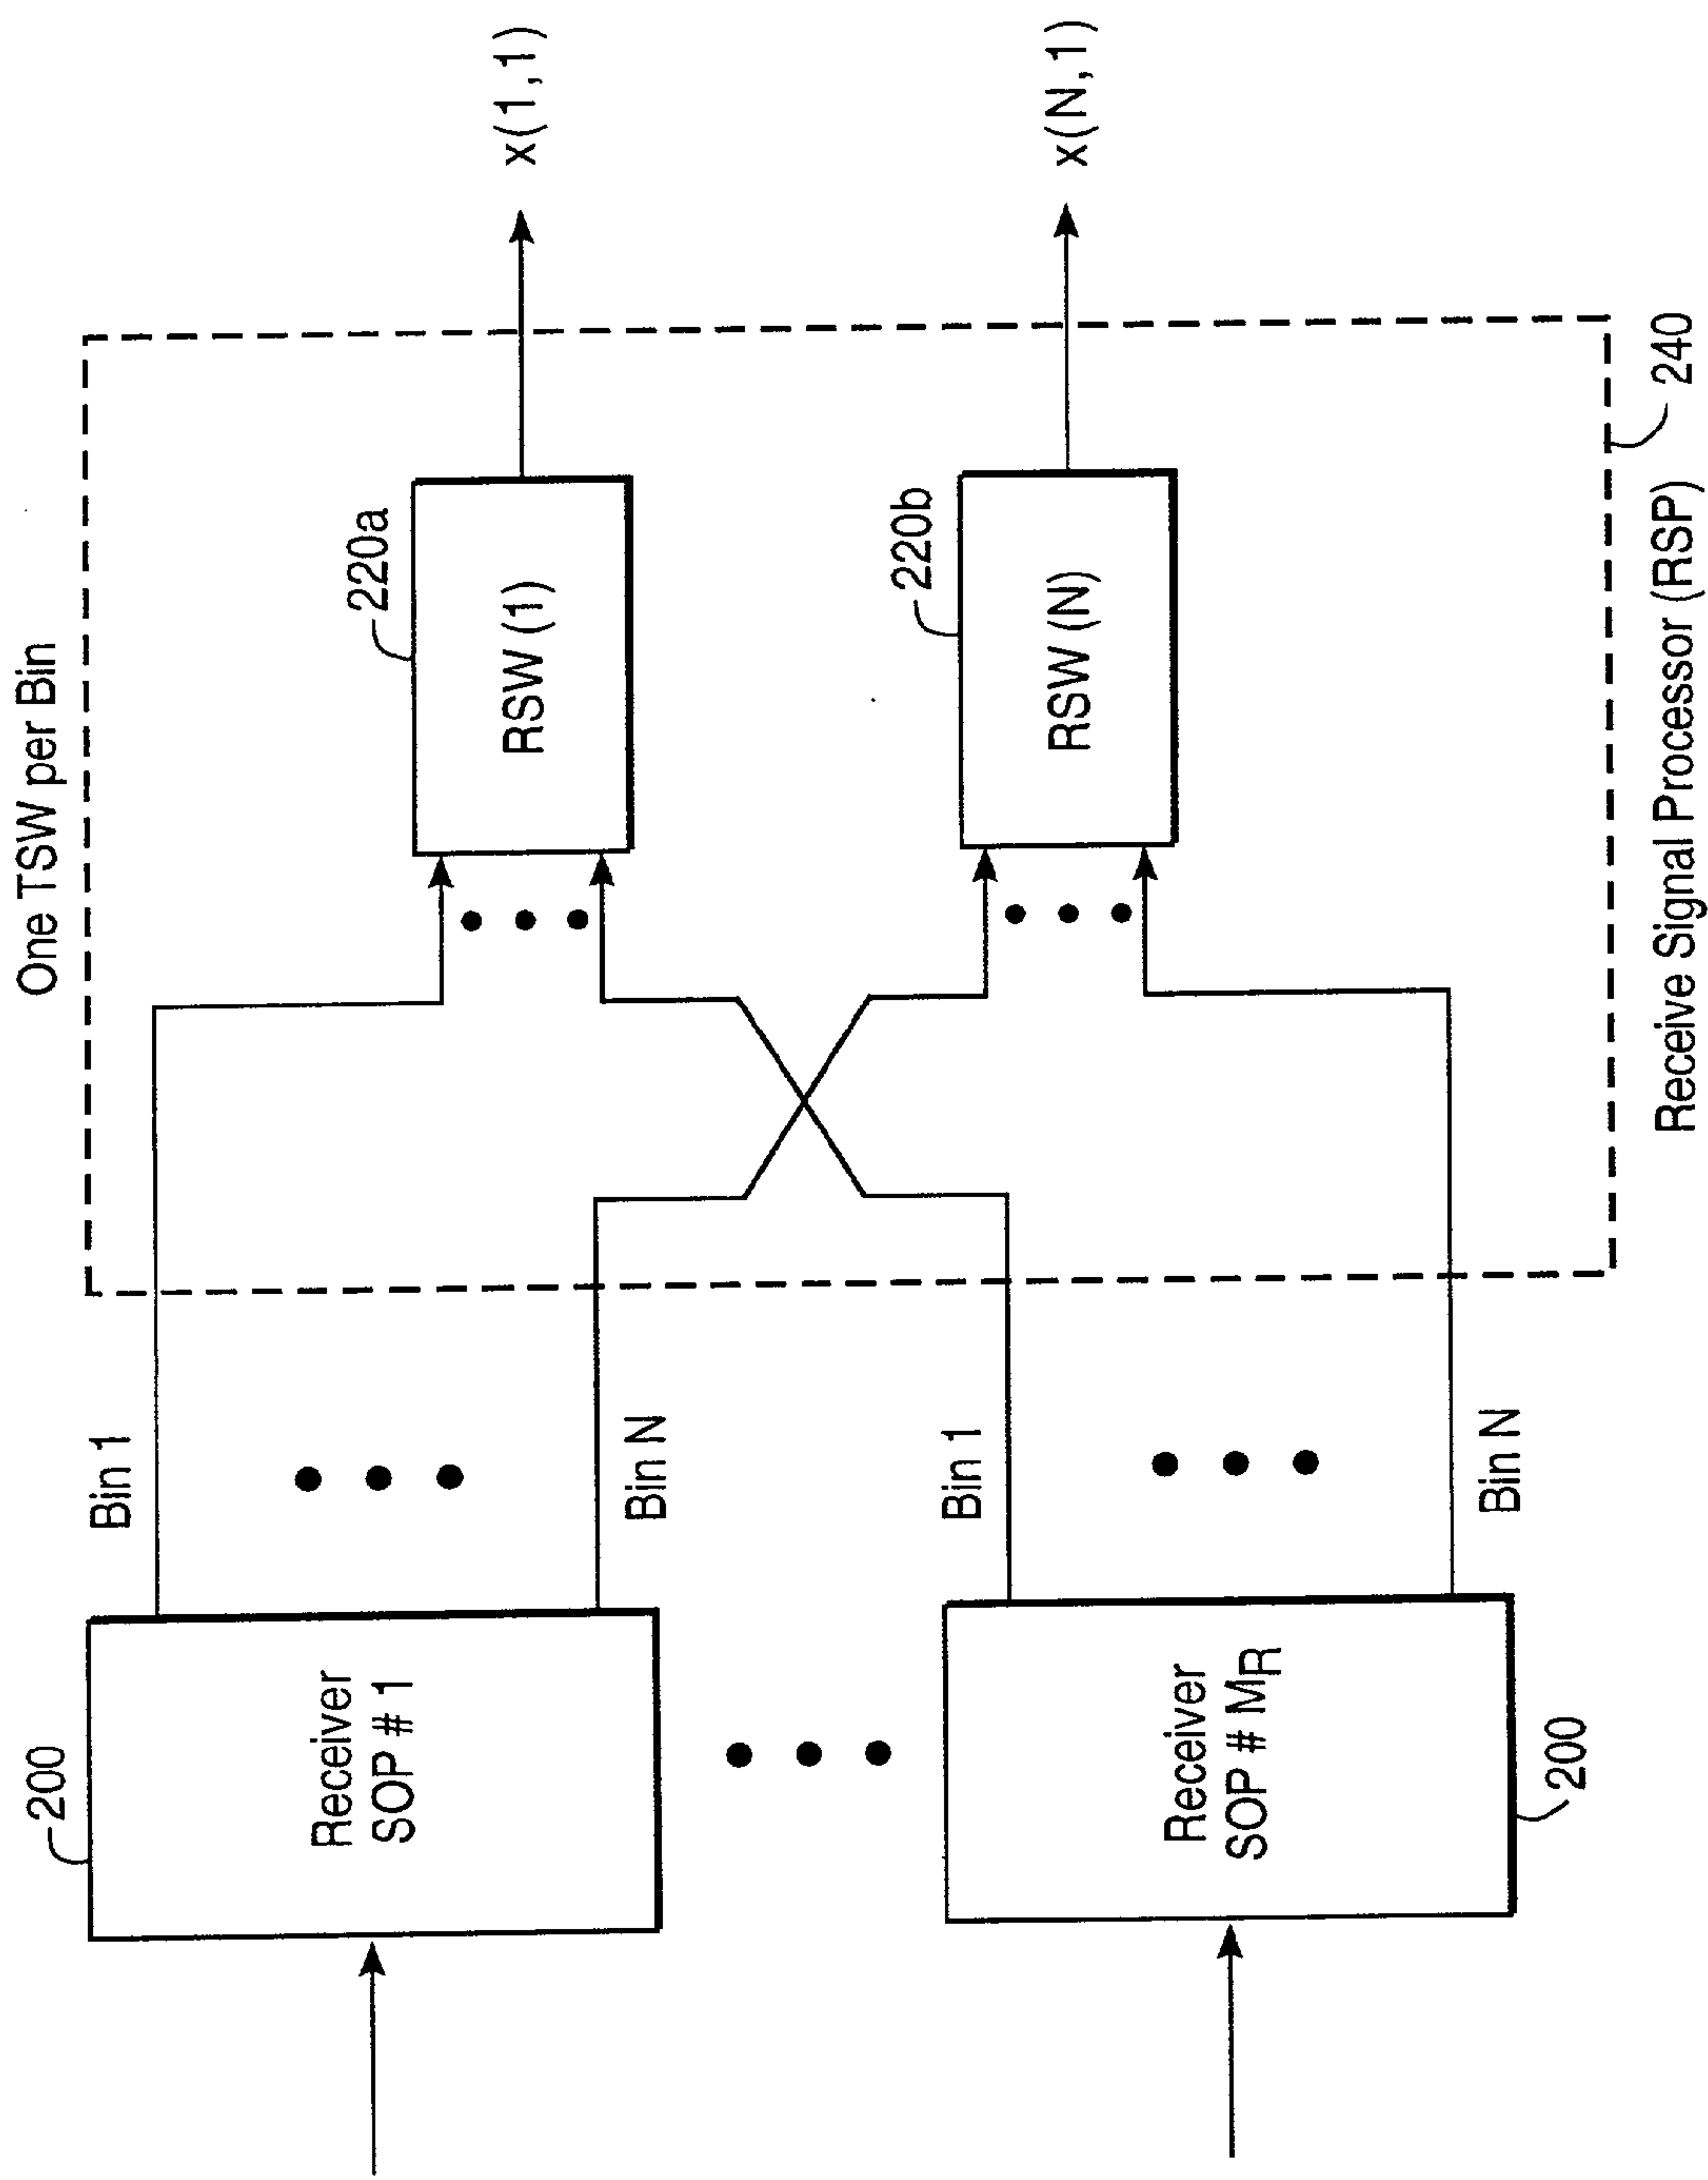 One TSW per Bin
200
Receiver
SOP # 1
Bin 1
Bin N
220a
RSW (1)
x(1,1)
220b
RSW (N)
x(N,1)
Receiver
SOP # MR
200
Bin 1
Bin N
240
Receive Signal Processor (RSP)